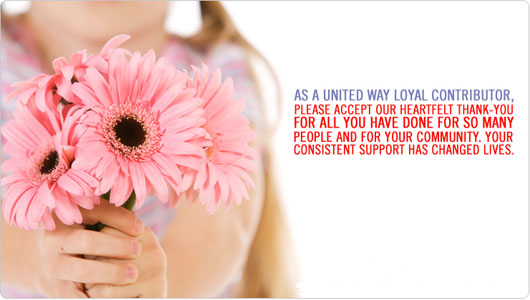 AS A UNITED WAY LOYAL CONTRIBUTOR,
PLEASE ACCEPT OUR HEARTFELT THANK-YOU
FOR ALL YOU HAVE DONE FOR SO MANY
PEOPLE AND FOR YOUR COMMUNITY. YOUR
CONSISTENT SUPPORT HAS CHANGED LIVES.